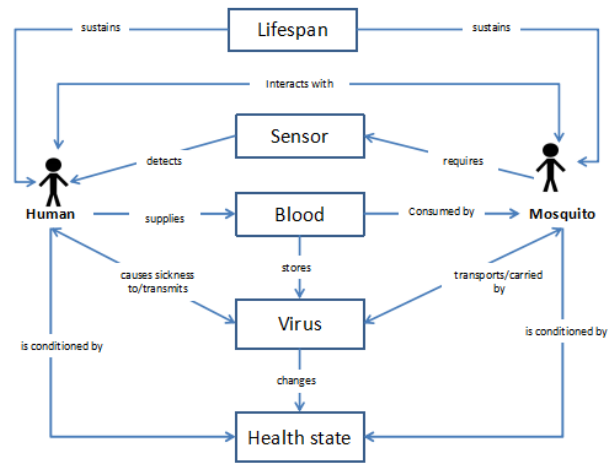 Lifespan
sustains
sustains
Interacts with
Sensor
detects
requires
Human
supplies
Blood
Consumed by
Mosquito
causes sickness
to/transmits
stores
transports/carried
by
Virus
is conditioned by
is conditioned by
changes
Health state